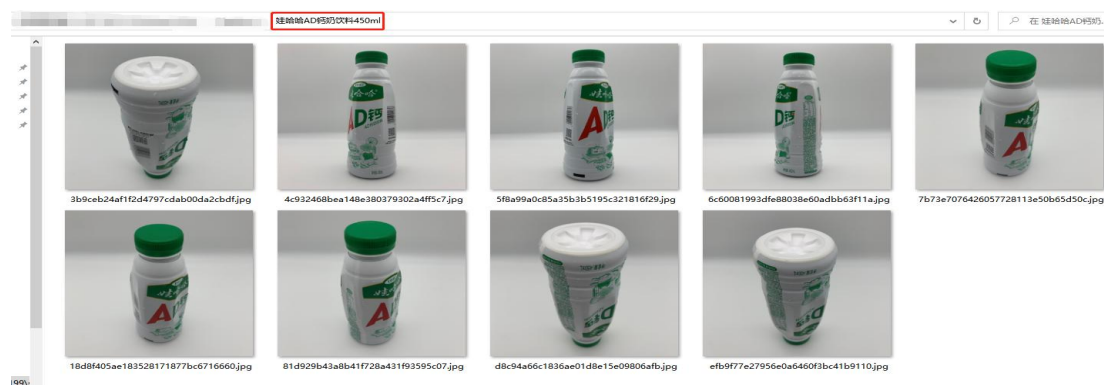 娃哈哈AD钙奶饮料450ml
在 娃哈哈AD钙奶...
3b9ceb24af1f2d4797cdab00da2cbdf.jpg
4c932468bea148e380379302a4ff5c7.jpg
5f8a99a0c85a35b3b5195c321816f29.jpg
6c60081993dfe88038e60adbb63f11a.jpg
7b73e7076426057728113e50b65d50c.jpg
18d8f405ae183528171877bc6716660.jpg
81d929b43a8b41f728a431f93595c07.jpg
d8c94a66c1836ae01d8e15e09806afb.jpg
efb9f77e27956e0a6460f3bc41b9110.jpg